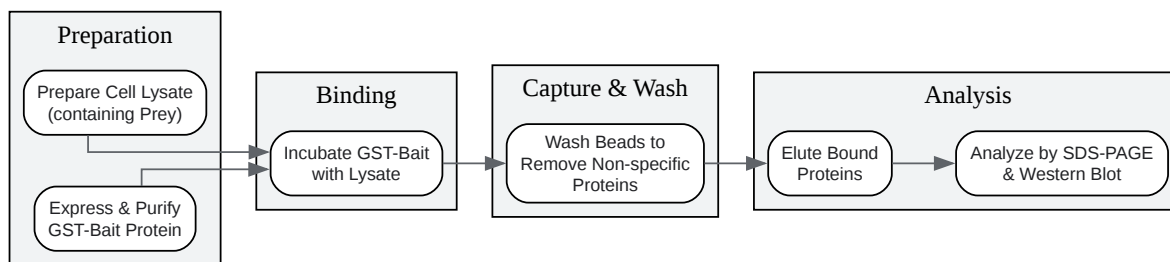 Preparation
Prepare Cell Lysate
(containing Prey)
Express & Purify
GST-Bait Protein
Binding
Incubate GST-Bait
with Lysate
Capture & Wash
Wash Beads to
Remove Non-specific
Proteins
Analysis
Elute Bound
Proteins
Analyze by SDS-PAGE
& Western Blot